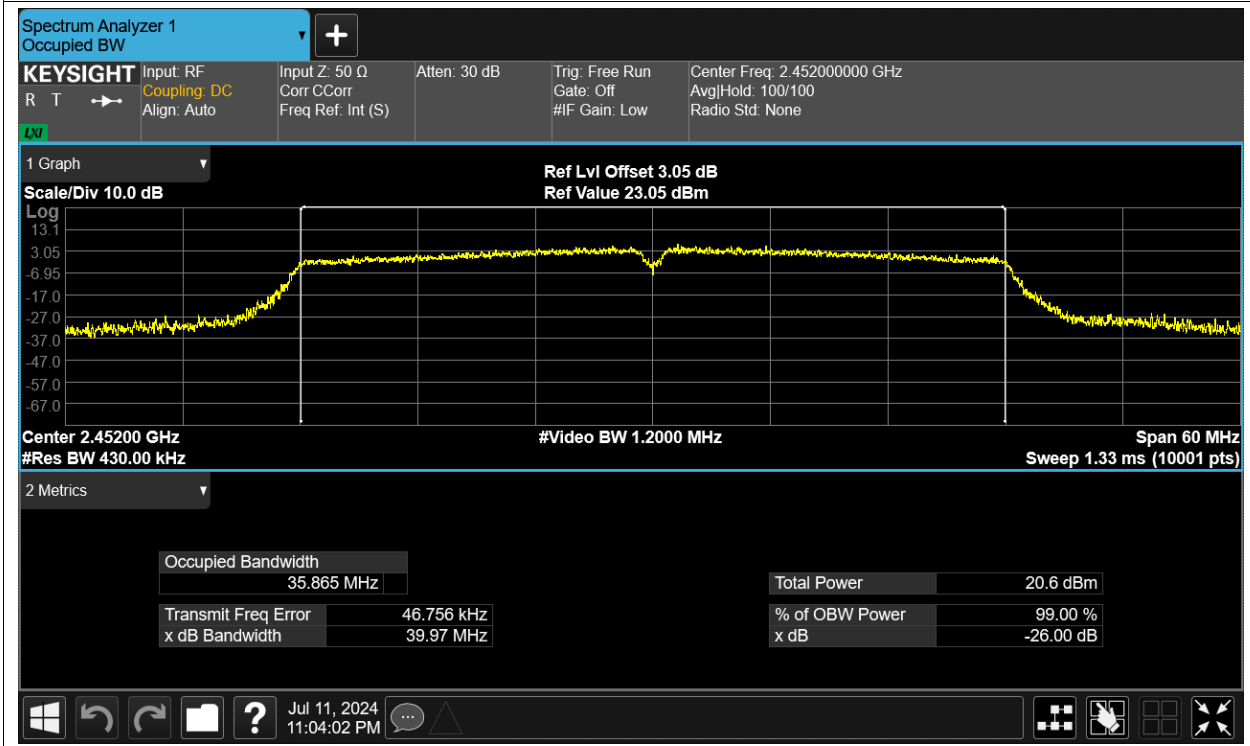 Spectrum Analyzer 1
Occupied BW
KEYSIGHT
R T
LXI
Input: RF
Coupling: DC
Align: Auto
Input Z: 50 Ω
Corr CCorr
Freq Ref: Int (S)
Atten: 30 dB
Trig: Free Run
Gate: Off
#IF Gain: Low
Center Freq: 2.452000000 GHz
Avg|Hold: 100/100
Radio Std: None
1 Graph
Scale/Div 10.0 dB
Ref Lvl Offset 3.05 dB
Ref Value 23.05 dBm
Log
13.1
3.05
-6.95
-17.0
-27.0
-37.0
-47.0
-57.0
-67.0
Center 2.45200 GHz
#Res BW 430.00 kHz
#Video BW 1.2000 MHz
Span 60 MHz
Sweep 1.33 ms (10001 pts)
2 Metrics
Occupied Bandwidth
35.865 MHz
Transmit Freq Error 46.756 kHz
x dB Bandwidth 39.97 MHz
Total Power 20.6 dBm
% of OBW Power 99.00 %
x dB -26.00 dB
?
Jul 11, 2024
11:04:02 PM